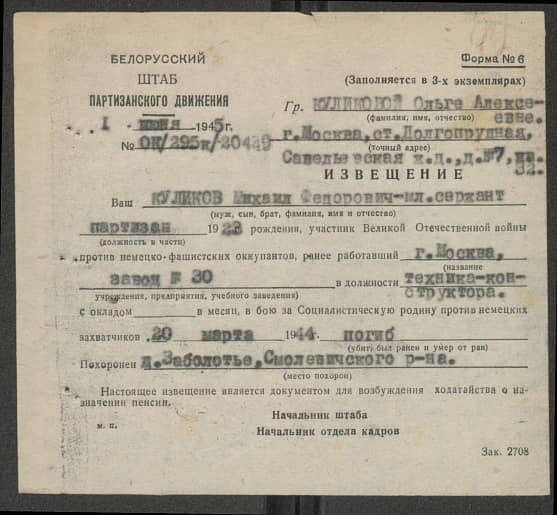 БЕЛОРУССКИЙ
ШТАБ
ПАРТИЗАНСКОГО ДВИЖЕНИЯ
1 июня 1945г.
№ ОК/295к/20429
Форма № 6
(Заполняется в 3-х экземплярах)
Гр. КУЛИКОВОЙ Ольге Алексе-
евне.
(фамилия, имя, отчество)
г.Москва,ст.Долгопрудная,
(точный адрес)
Савельевская ж.д.,д.№7,кв.
32.
ИЗВЕЩЕНИЕ
Ваш КУЛИКОВ Михаил Федорович-мл.сержант
(муж, сын, брат, фамилия, имя и отчество)
партизан 1923 рождения, участник Великой Отечественной войны
(должность в части)
против немецко-фашистских оккупантов, ранее работавший г.Москва,
(название
завод № 30 в должности техника-кон-
структора.
учреждения, предприятия, учебного заведения)
с окладом в месяц, в бою за Социалистическую родину против немецких
захватчиков 20 марта 1944 погиб
(убит, был ранен и умер от ран)
Похоронен д.Заболотье,Смолевичского р-на.
(место похорон)
Настоящее извещение является документом для возбуждения ходатайства о на-
значении пенсии.
Начальник штаба
м. п.
Начальник отдела кадров
Зак. 2708